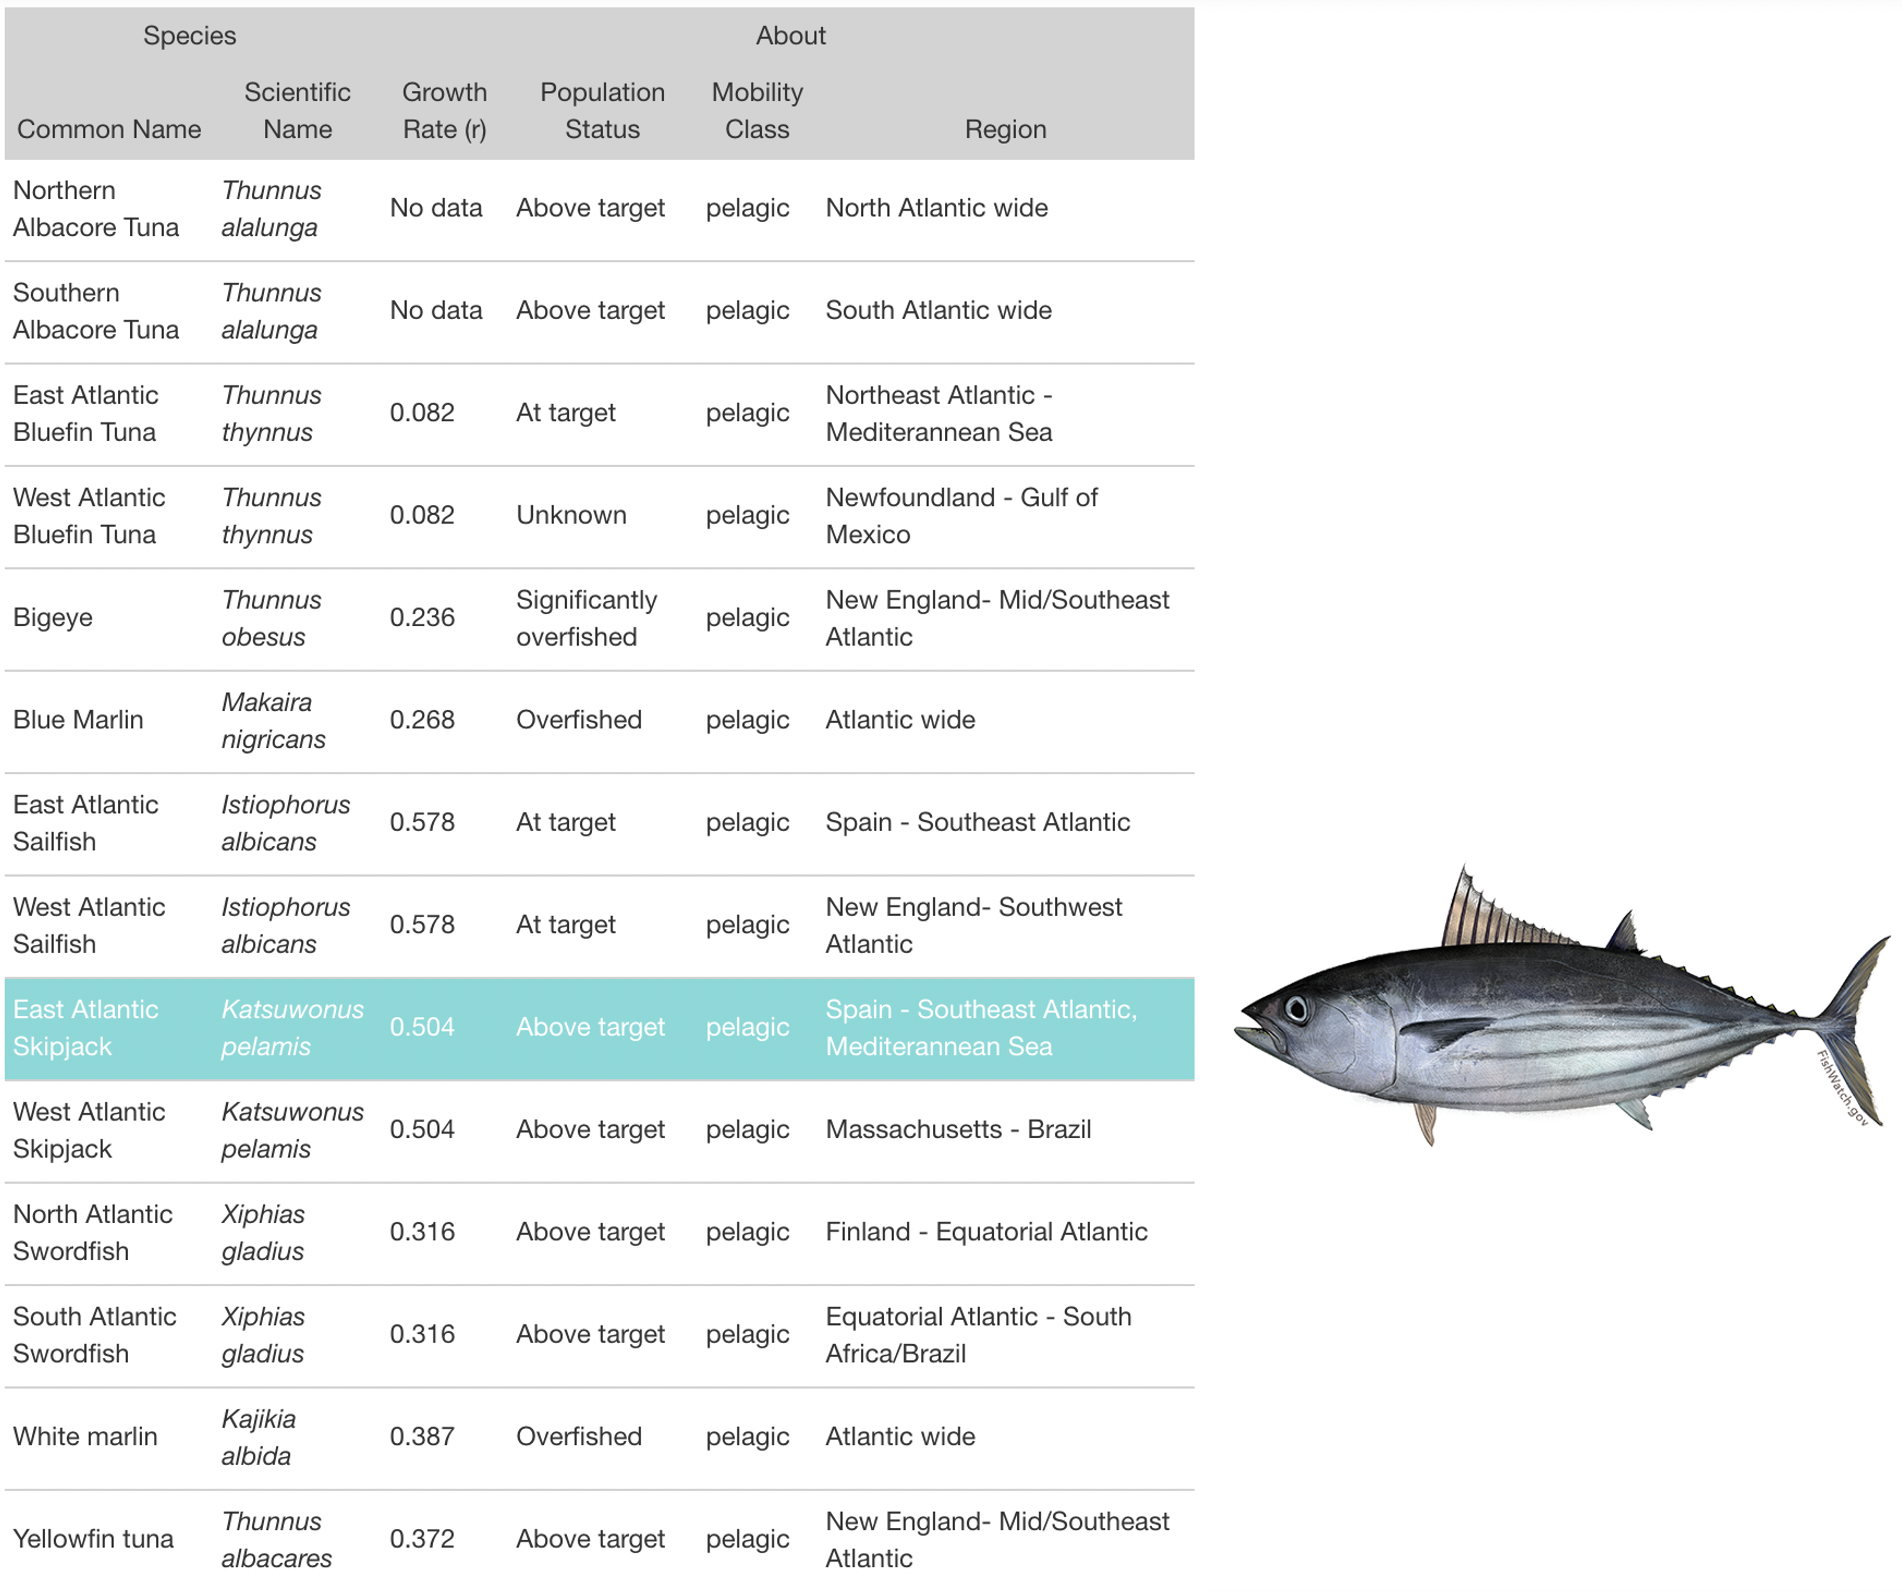 Species About
Common Name Scientific Name Growth Rate (r) Population Status Mobility Class Region
Northern Albacore Tuna Thunnus alalunga No data Above target pelagic North Atlantic wide
Southern Albacore Tuna Thunnus alalunga No data Above target pelagic South Atlantic wide
East Atlantic Bluefin Tuna Thunnus thynnus 0.082 At target pelagic Northeast Atlantic - Mediterannean Sea
West Atlantic Bluefin Tuna Thunnus thynnus 0.082 Unknown pelagic Newfoundland - Gulf of Mexico
Bigeye Thunnus obesus 0.236 Significantly overfished pelagic New England- Mid/Southeast Atlantic
Blue Marlin Makaira nigricans 0.268 Overfished pelagic Atlantic wide
East Atlantic Sailfish Istiophorus albicans 0.578 At target pelagic Spain - Southeast Atlantic
West Atlantic Sailfish Istiophorus albicans 0.578 At target pelagic New England- Southwest Atlantic
East Atlantic Skipjack Katsuwonus pelamis 0.504 Above target pelagic Spain - Southeast Atlantic, Mediterannean Sea
West Atlantic Skipjack Katsuwonus pelamis 0.504 Above target pelagic Massachusetts - Brazil
North Atlantic Swordfish Xiphias gladius 0.316 Above target pelagic Finland - Equatorial Atlantic
South Atlantic Swordfish Xiphias gladius 0.316 Above target pelagic Equatorial Atlantic - South Africa/Brazil
White marlin Kajikia albida 0.387 Overfished pelagic Atlantic wide
Yellowfin tuna Thunnus albacares 0.372 Above target pelagic New England- Mid/Southeast Atlantic
FishWatch.gov